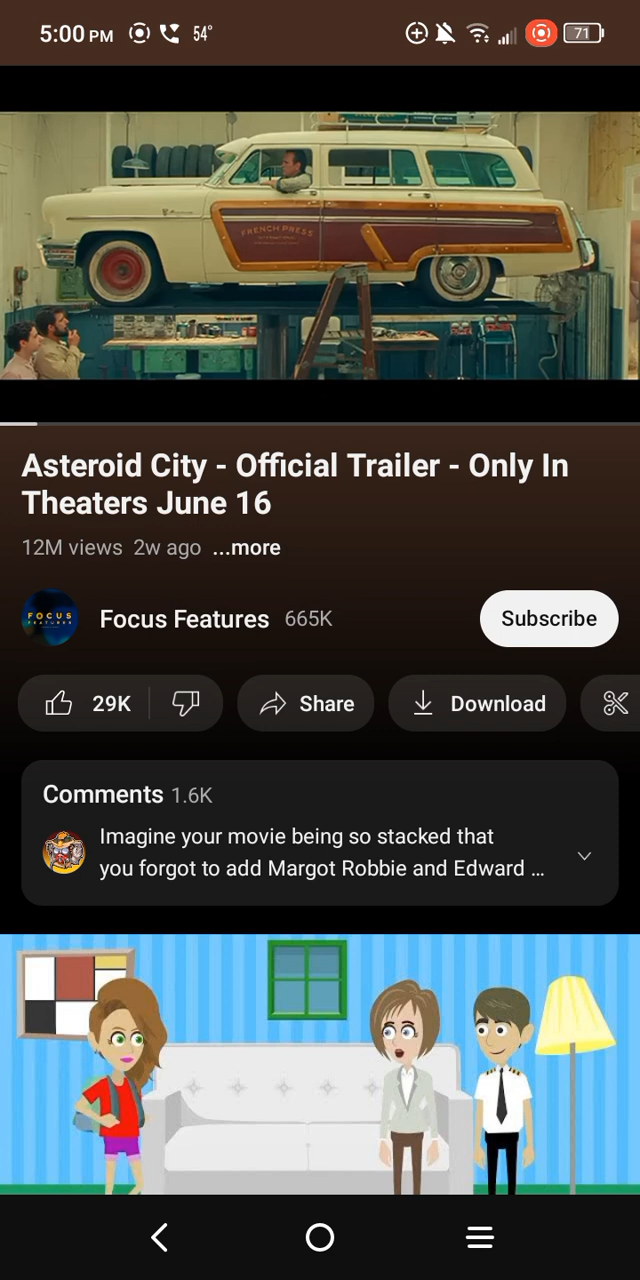 5:00 PM 54° 71
FRENCH PRESS
Asteroid City - Official Trailer - Only In
Theaters June 16
12M views 2w ago ...more
FOCUS
FEATURES
Focus Features 665K
Subscribe
29K Share Download
Comments 1.6K
Imagine your movie being so stacked that
you forgot to add Margot Robbie and Edward ...